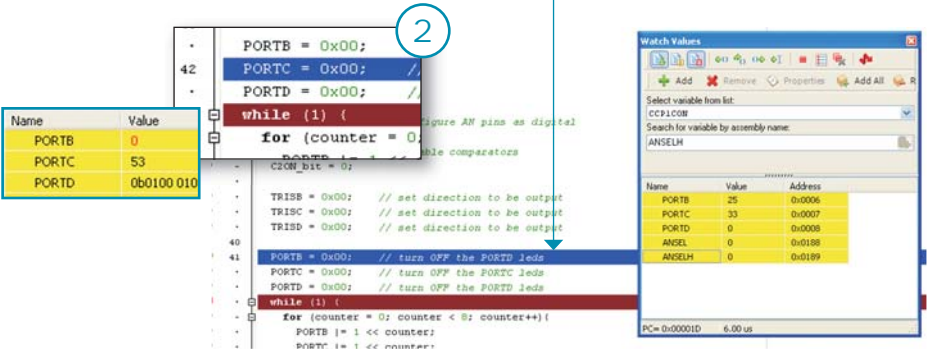 2
PORTB = 0x00;
42
PORTC = 0x00; //
PORTD = 0x00; //
while (1) {
for (counter = 0;
PORTB |= 1 <<
Name Value
PORTB 0
PORTC 53
PORTD 0b0100 010
figure AN pins as digital
ble comparators
C2ON_bit = 0;
TRISB = 0x00; // set direction to be output
TRISC = 0x00; // set direction to be output
TRISD = 0x00; // set direction to be output
40
41 PORTB = 0x00; // turn OFF the PORTD leds
PORTC = 0x00; // turn OFF the PORTC leds
PORTD = 0x00; // turn OFF the PORTD leds
while (1) {
for (counter = 0; counter < 8; counter++){
PORTB |= 1 << counter;
PORTC |= 1 << counter;
Watch Values
Add Remove Properties Add All R
Select variable from list:
CCP1CON
Search for variable by assembly name:
ANSELH
Name Value Address
PORTB 25 0x0006
PORTC 33 0x0007
PORTD 0 0x0008
ANSEL 0 0x0188
ANSELH 0 0x0189
PC= 0x00001D 6.00 us